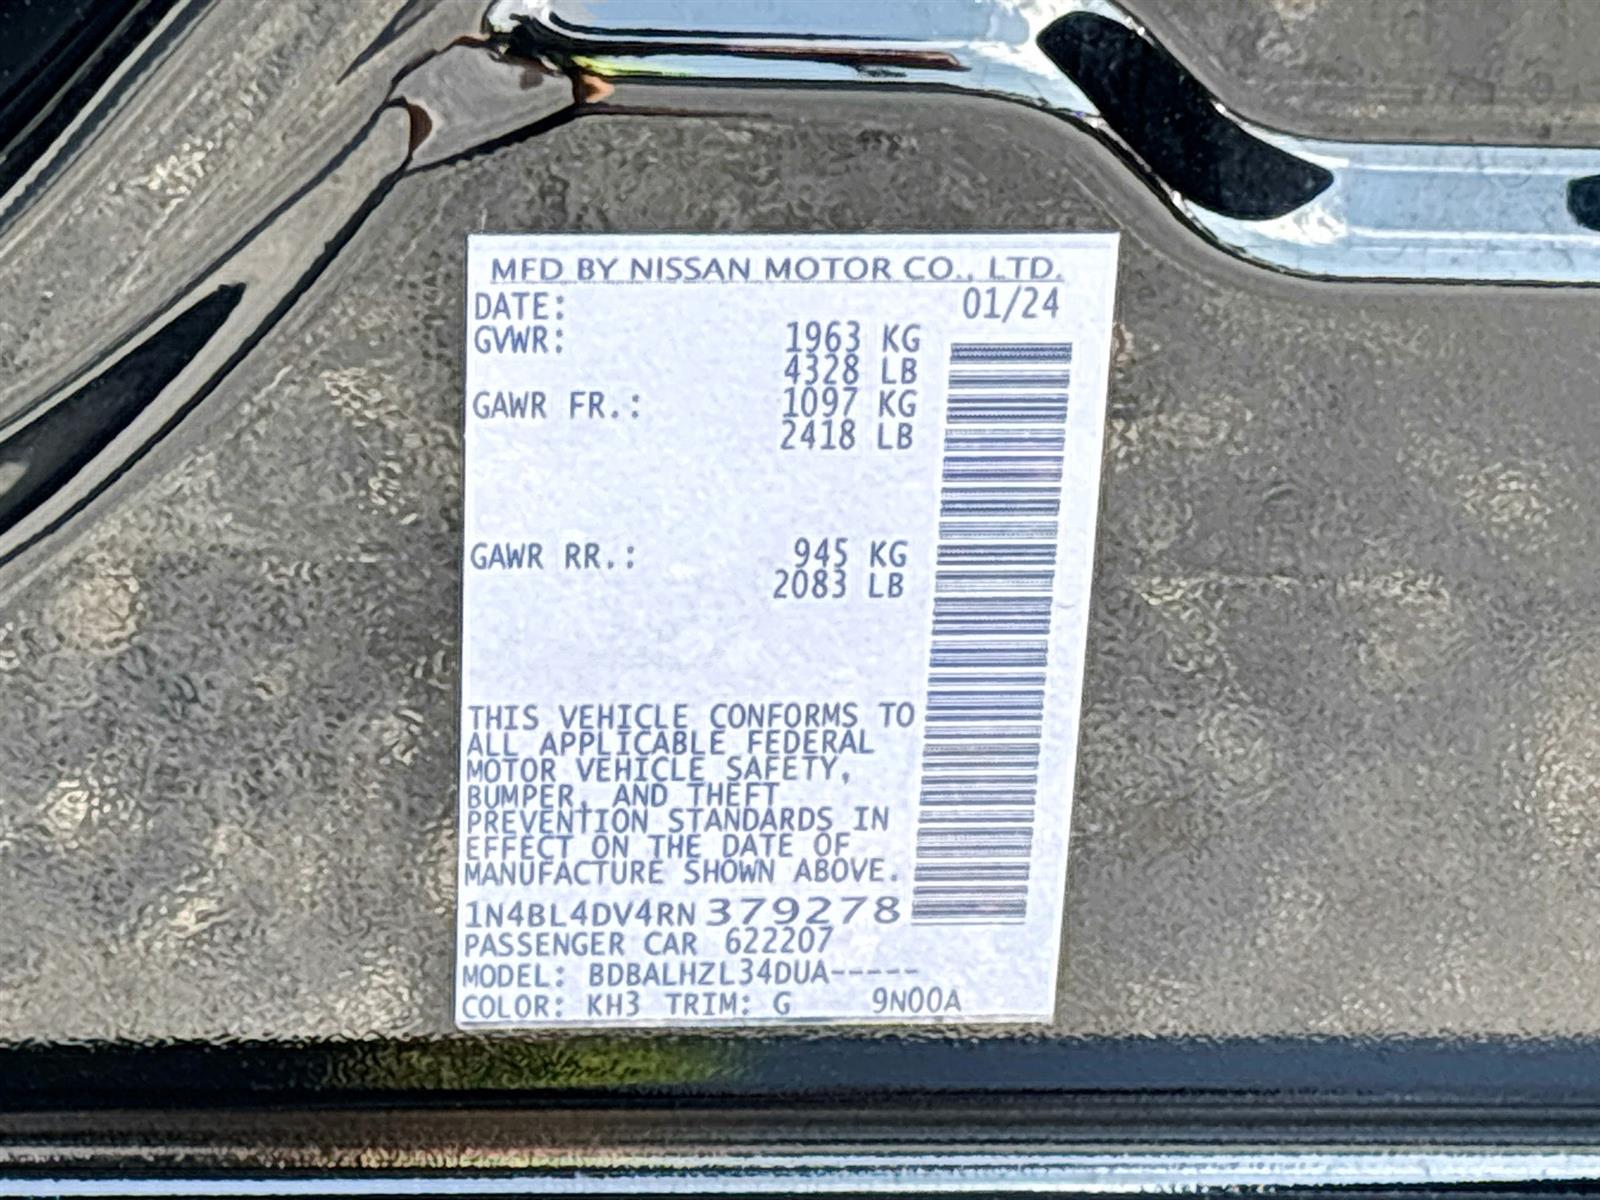 MFD BY NISSAN MOTOR CO., LTD.
DATE: 01/24
GVWR: 1963 KG
4328 LB
GAWR FR.: 1097 KG
2418 LB
GAWR RR.: 945 KG
2083 LB
THIS VEHICLE CONFORMS TO
ALL APPLICABLE FEDERAL
MOTOR VEHICLE SAFETY,
BUMPER, AND THEFT
PREVENTION STANDARDS IN
EFFECT ON THE DATE OF
MANUFACTURE SHOWN ABOVE.
1N4BL4DV4RN379278
PASSENGER CAR 622207
MODEL: BDBALHZL34DUA-----
COLOR: KH3 TRIM: G 9N00A